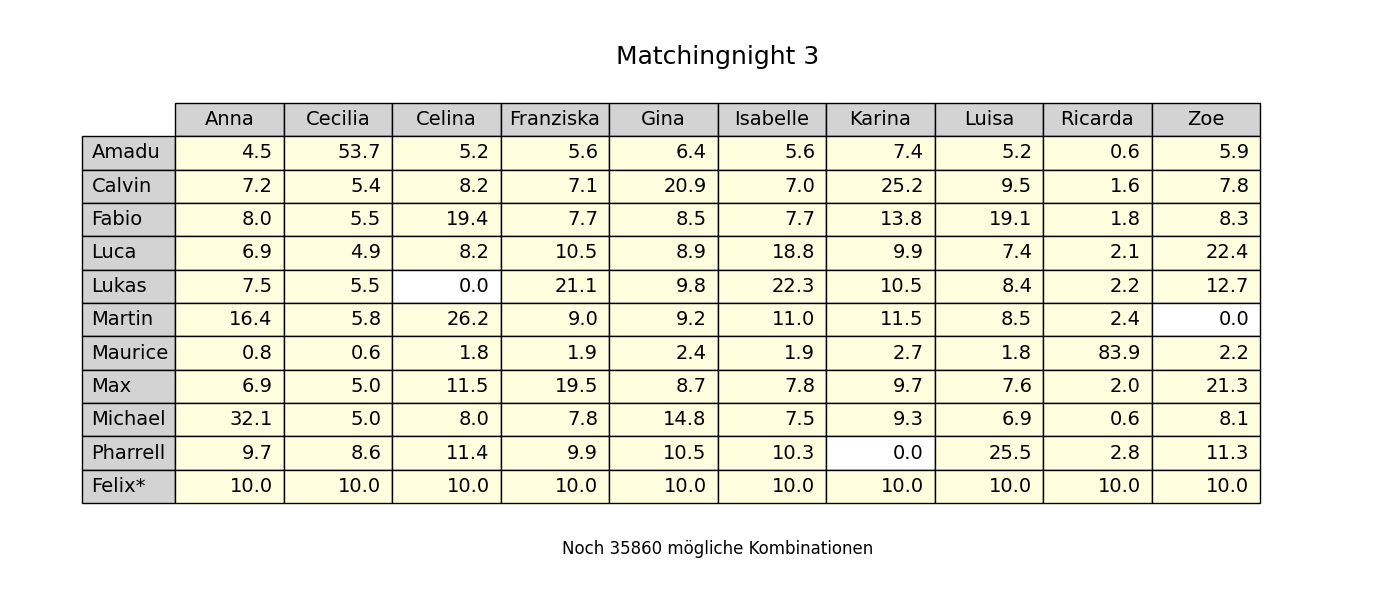 Matchingnight 3
Anna Cecilia Celina Franziska Gina Isabelle Karina Luisa Ricarda Zoe
Amadu 4.5 53.7 5.2 5.6 6.4 5.6 7.4 5.2 0.6 5.9
Calvin 7.2 5.4 8.2 7.1 20.9 7.0 25.2 9.5 1.6 7.8
Fabio 8.0 5.5 19.4 7.7 8.5 7.7 13.8 19.1 1.8 8.3
Luca 6.9 4.9 8.2 10.5 8.9 18.8 9.9 7.4 2.1 22.4
Lukas 7.5 5.5 0.0 21.1 9.8 22.3 10.5 8.4 2.2 12.7
Martin 16.4 5.8 26.2 9.0 9.2 11.0 11.5 8.5 2.4 0.0
Maurice 0.8 0.6 1.8 1.9 2.4 1.9 2.7 1.8 83.9 2.2
Max 6.9 5.0 11.5 19.5 8.7 7.8 9.7 7.6 2.0 21.3
Michael 32.1 5.0 8.0 7.8 14.8 7.5 9.3 6.9 0.6 8.1
Pharrell 9.7 8.6 11.4 9.9 10.5 10.3 0.0 25.5 2.8 11.3
Felix* 10.0 10.0 10.0 10.0 10.0 10.0 10.0 10.0 10.0 10.0
Noch 35860 mögliche Kombinationen